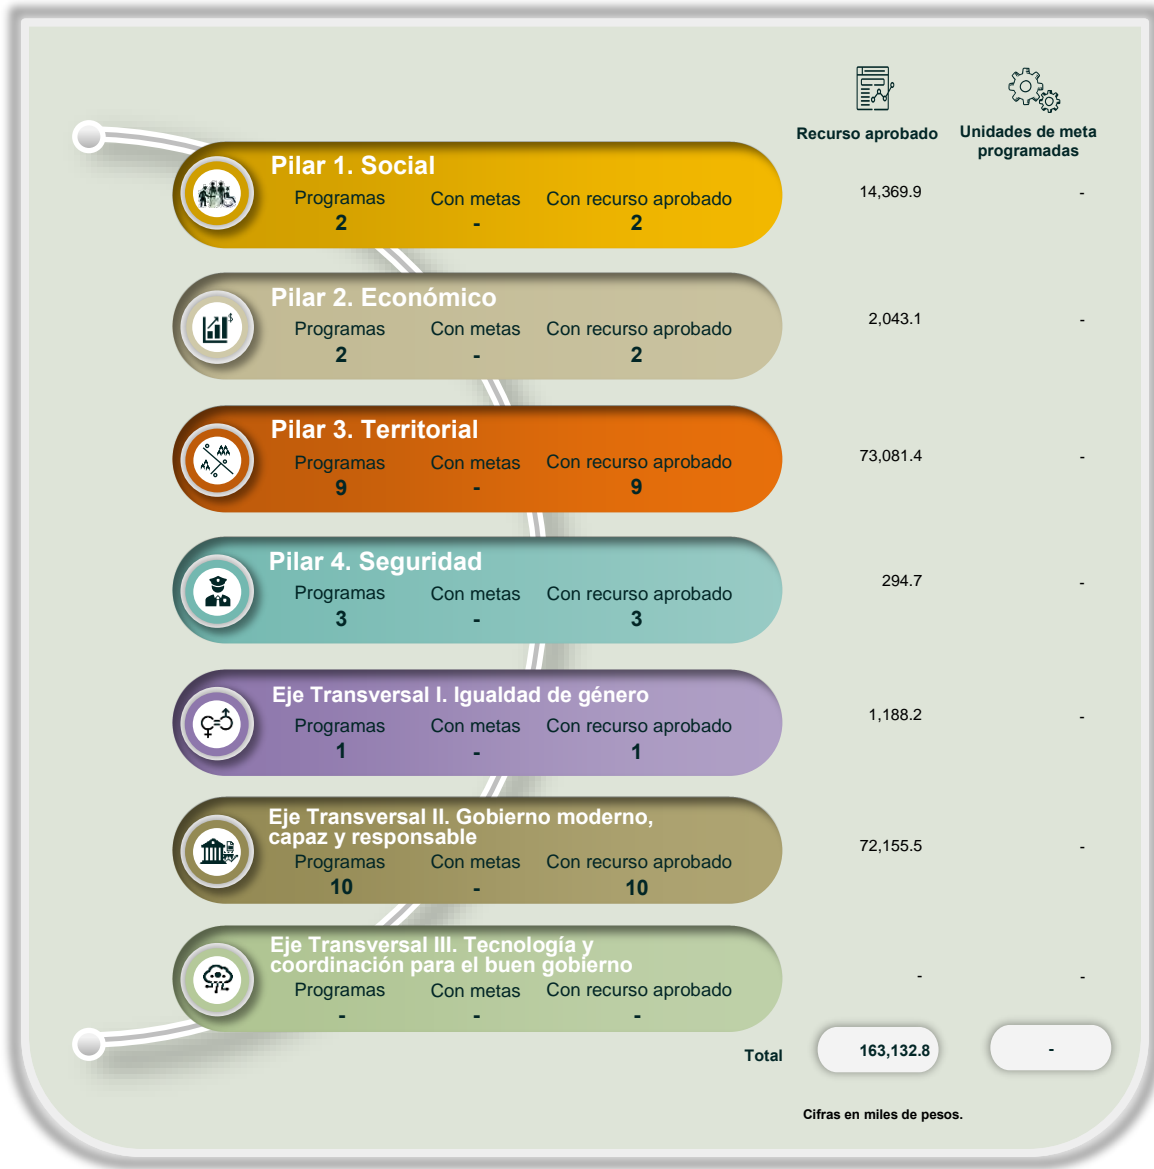 Recurso aprobado
Unidades de meta
programadas
Pilar 1. Social
Programas Con metas Con recurso aprobado
2 - 2
14,369.9 -
Pilar 2. Económico
Programas Con metas Con recurso aprobado
2 - 2
2,043.1 -
Pilar 3. Territorial
Programas Con metas Con recurso aprobado
9 - 9
73,081.4 -
Pilar 4. Seguridad
Programas Con metas Con recurso aprobado
3 - 3
294.7 -
Eje Transversal I. Igualdad de género
Programas Con metas Con recurso aprobado
1 - 1
1,188.2 -
Eje Transversal II. Gobierno moderno,
capaz y responsable
Programas Con metas Con recurso aprobado
10 - 10
72,155.5 -
Eje Transversal III. Tecnología y
coordinación para el buen gobierno
Programas Con metas Con recurso aprobado
- - -
- -
Total 163,132.8 -
Cifras en miles de pesos.